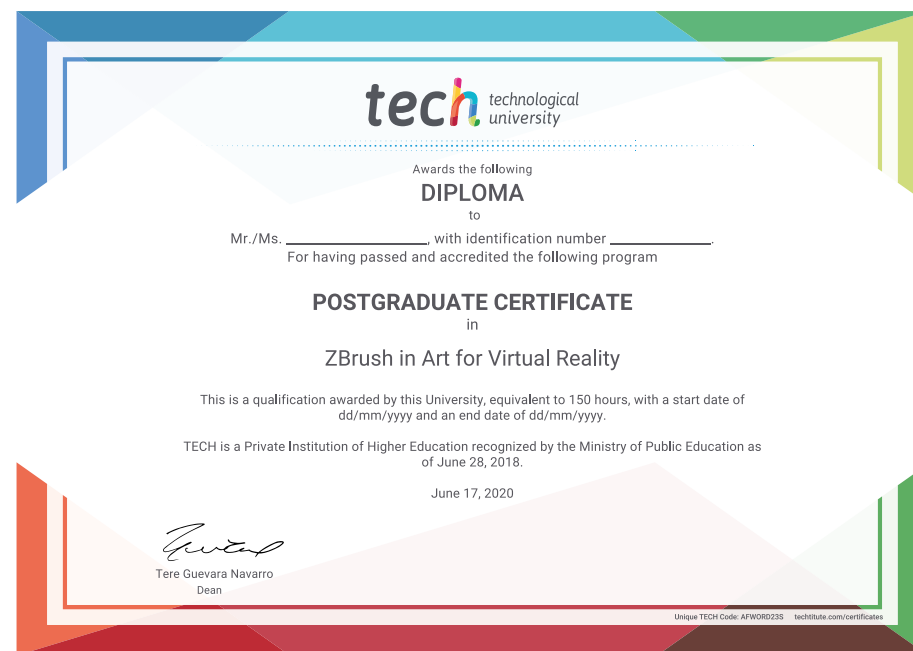 tech technological
university
Awards the following
DIPLOMA
to
Mr./Ms. ____________________, with identification number ______________.
For having passed and accredited the following program
POSTGRADUATE CERTIFICATE
in
ZBrush in Art for Virtual Reality
This is a qualification awarded by this University, equivalent to 150 hours, with a start date of
dd/mm/yyyy and an end date of dd/mm/yyyy.
TECH is a Private Institution of Higher Education recognized by the Ministry of Public Education as
of June 28, 2018.
June 17, 2020
Tere Guevara Navarro
Dean
Unique TECH Code: AFWORD23S techtitute.com/certificates